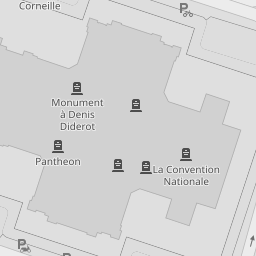 Corneille
Monument
à Denis
Diderot
Pantheon
La Convention
Nationale
P
P